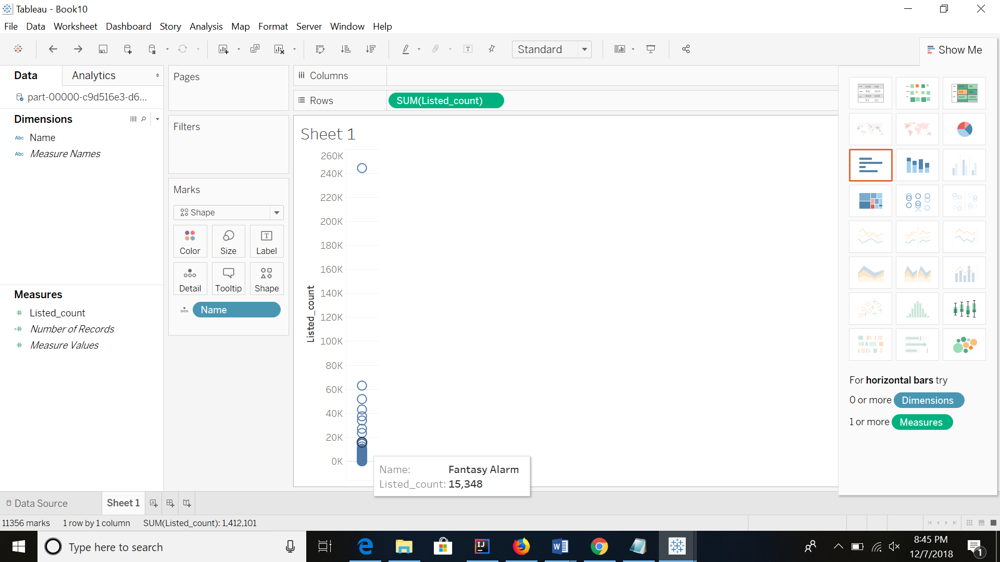 Tableau - Book10
File Data Worksheet Dashboard Story Analysis Map Format Server Window Help
Standard
Show Me
Data
Analytics
part-00000-c9d516e3-d6...
Dimensions
Abc Name
Abc Measure Names
Measures
# Listed_count
=# Number of Records
# Measure Values
Pages
Filters
Marks
Shape
Color Size Label
Detail Tooltip Shape
Name
Columns
Rows SUM(Listed_count)
Sheet 1
Listed_count
260K
240K
220K
200K
180K
160K
140K
120K
100K
80K
60K
40K
20K
0K
Name: Fantasy Alarm
Listed_count: 15,348
For horizontal bars try
0 or more Dimensions
1 or more Measures
Data Source Sheet 1
11356 marks 1 row by 1 column SUM(Listed_count): 1,412,101
Type here to search
8:45 PM
12/7/2018
1